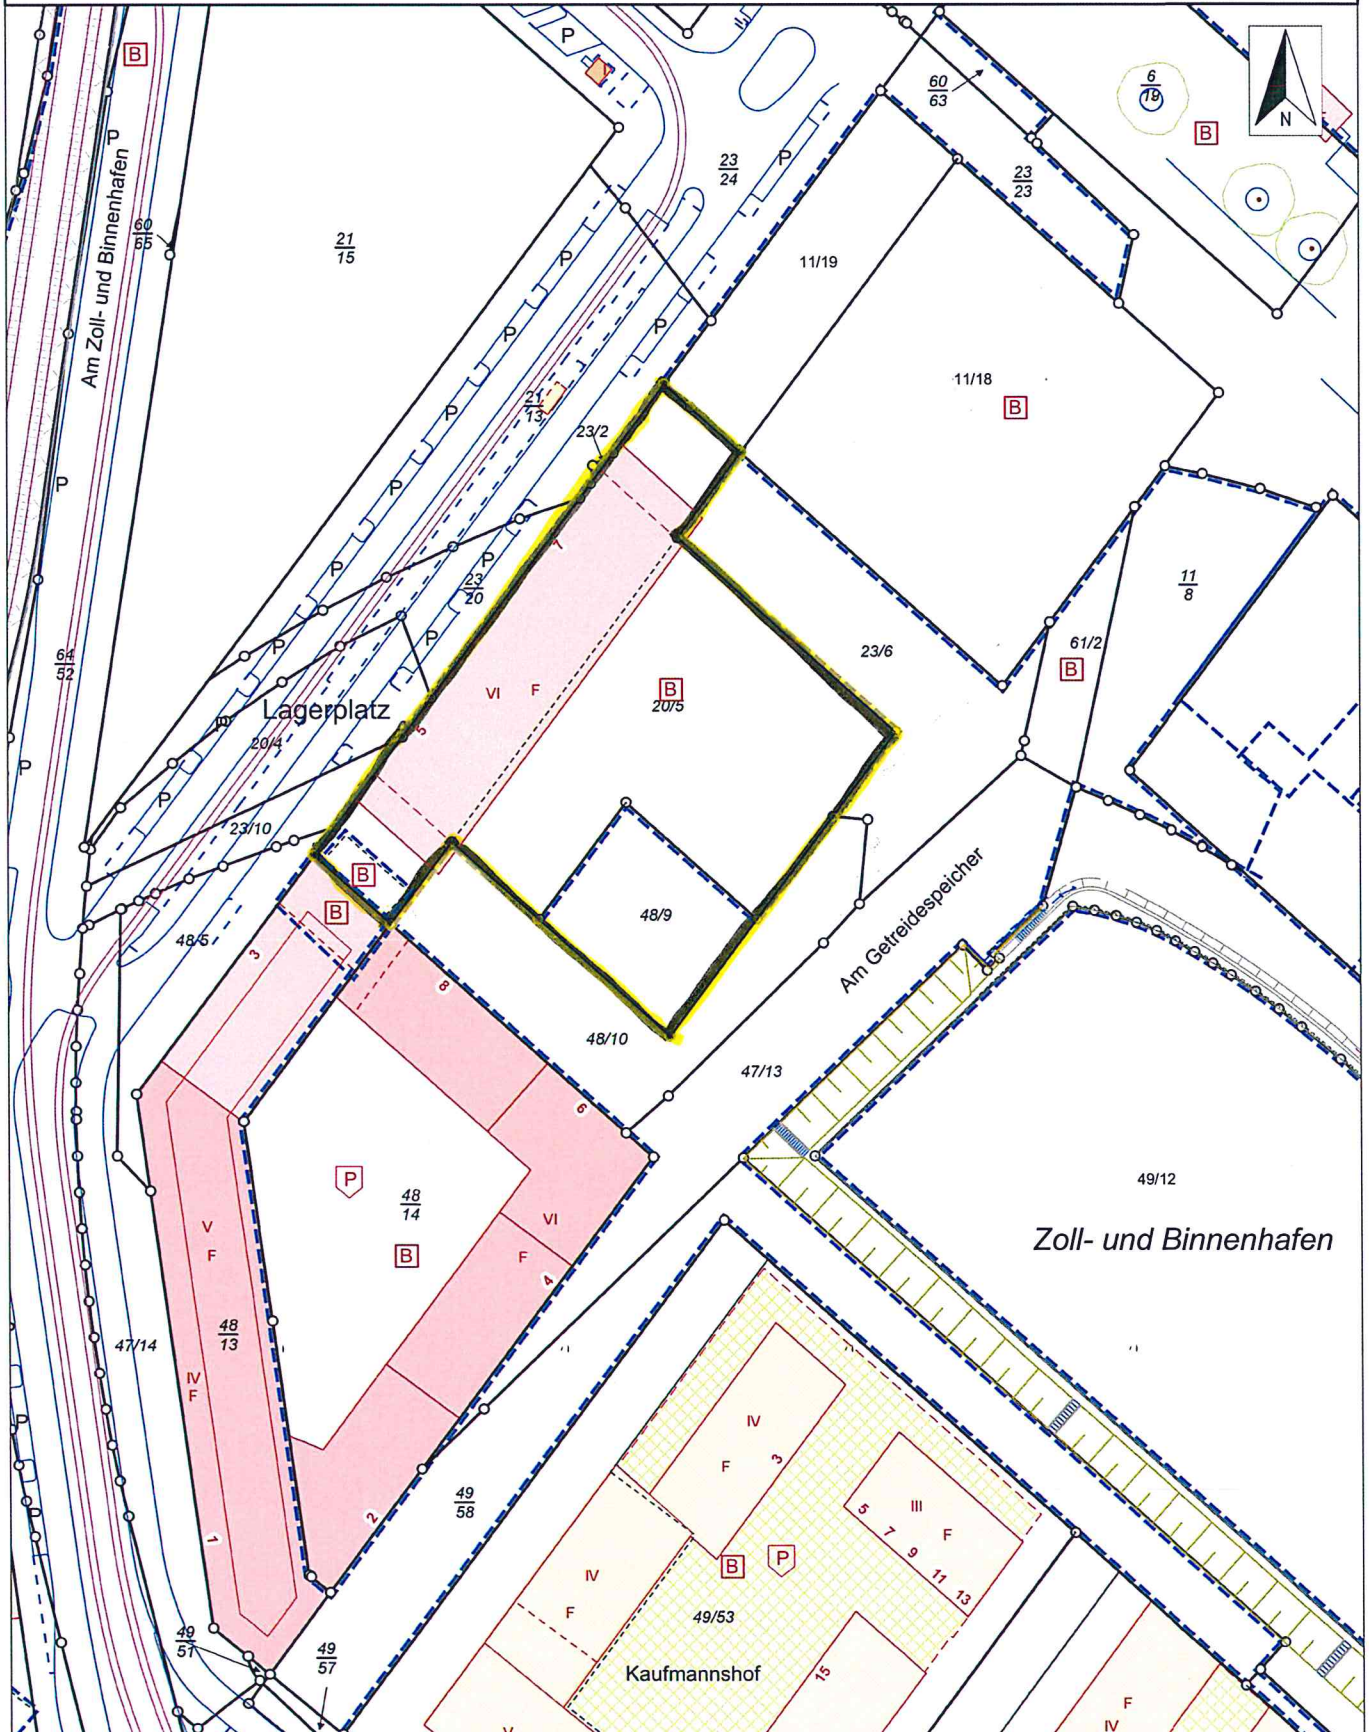 P
B
P
Am Zoll- und Binnenhafen
60
65
21
15
23
24
P
60
63
6
19
B
N
23
23
11/19
P
P
P
11/18
B
21
13
23/2
P
P
P
P
23
20
P
P
P
7
11
8
61/2
B
23/6
64
52
VI F
B
20/5
Lagerplatz
P
20/4
5
P
P
23/10
B
B
48/9
48/5
3
8
Am Getreidespeicher
48/10
47/13
6
49/12
P
48
14
Zoll- und Binnenhafen
V
F
VI
F
B
4
48
13
47/14
IV
F
P
IV
F
3
2
49
58
III
F
5
7
9
11
13
1
P
B
P
IV
F
49/53
49
51
49
57
Kaufmannshof
15
V
F
IV